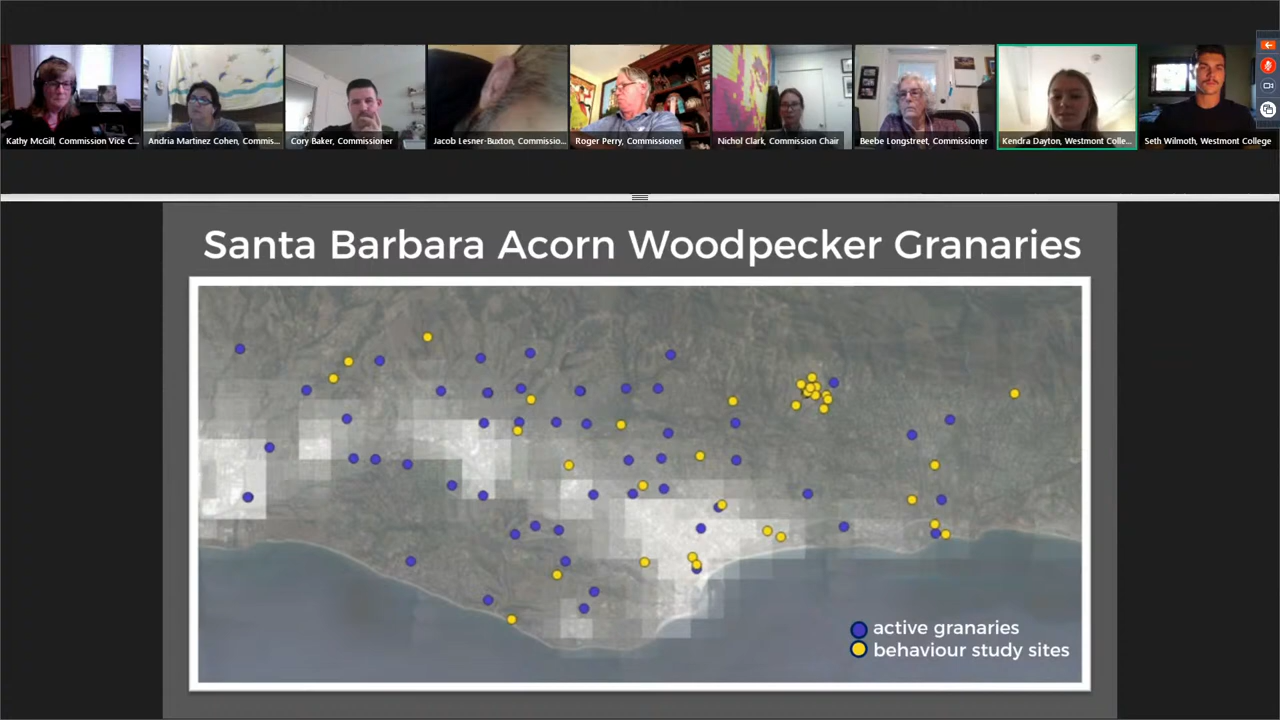 Kathy McGill, Commission Vice C...
Andria Martinez Cohen, Commis...
Cory Baker, Commissioner
Jacob Lesner-Buxton, Commissio...
Roger Perry, Commissioner
Nichol Clark, Commission Chair
Beebe Longstreet, Commissioner
Kendra Dayton, Westmont Colle...
Seth Wilmoth, Westmont College
Santa Barbara Acorn Woodpecker Granaries
active granaries
behaviour study sites